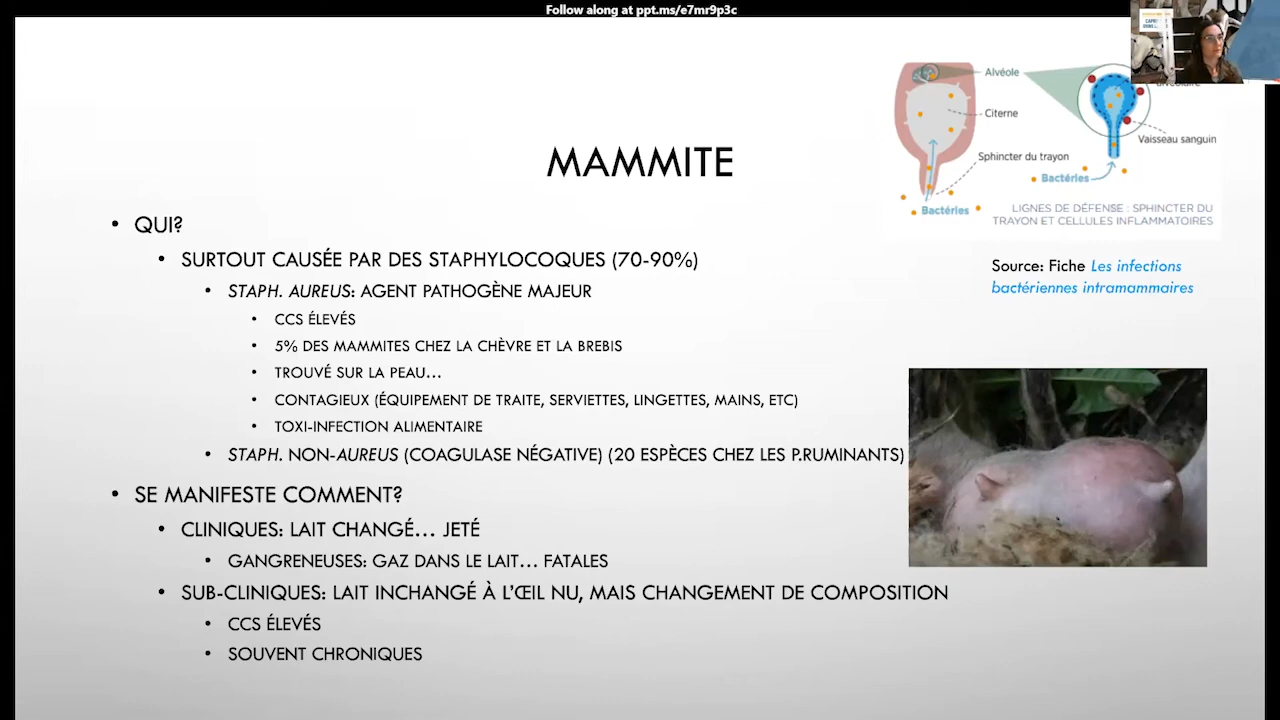 Follow along at ppt.ms/e7mr9p3c
MAMMITE
• QUI?
• SURTOUT CAUSÉE PAR DES STAPHYLOCOQUES (70-90%)
• STAPH. AUREUS: AGENT PATHOGÈNE MAJEUR
• CCS ÉLEVÉS
• 5% DES MAMMITES CHEZ LA CHÈVRE ET LA BREBIS
• TROUVÉ SUR LA PEAU...
• CONTAGIEUX (ÉQUIPEMENT DE TRAITE, SERVIETTES, LINGETTES, MAINS, ETC)
• TOXI-INFECTION ALIMENTAIRE
• STAPH. NON-AUREUS (COAGULASE NÉGATIVE) (20 ESPÈCES CHEZ LES P.RUMINANTS)
• SE MANIFESTE COMMENT?
• CLINIQUES: LAIT CHANGÉ... JETÉ
• GANGRENEUSES: GAZ DANS LE LAIT... FATALES
• SUB-CLINIQUES: LAIT INCHANGÉ À L'ŒIL NU, MAIS CHANGEMENT DE COMPOSITION
• CCS ÉLEVÉS
• SOUVENT CHRONIQUES
Alvéole
Citerne
Sphincter du trayon
Bactéries
Vaisseau sanguin
Bactéries
LIGNES DE DÉFENSE : SPHINCTER DU
TRAYON ET CELLULES INFLAMMATOIRES
Source: Fiche Les infections
bactériennes intramammaires